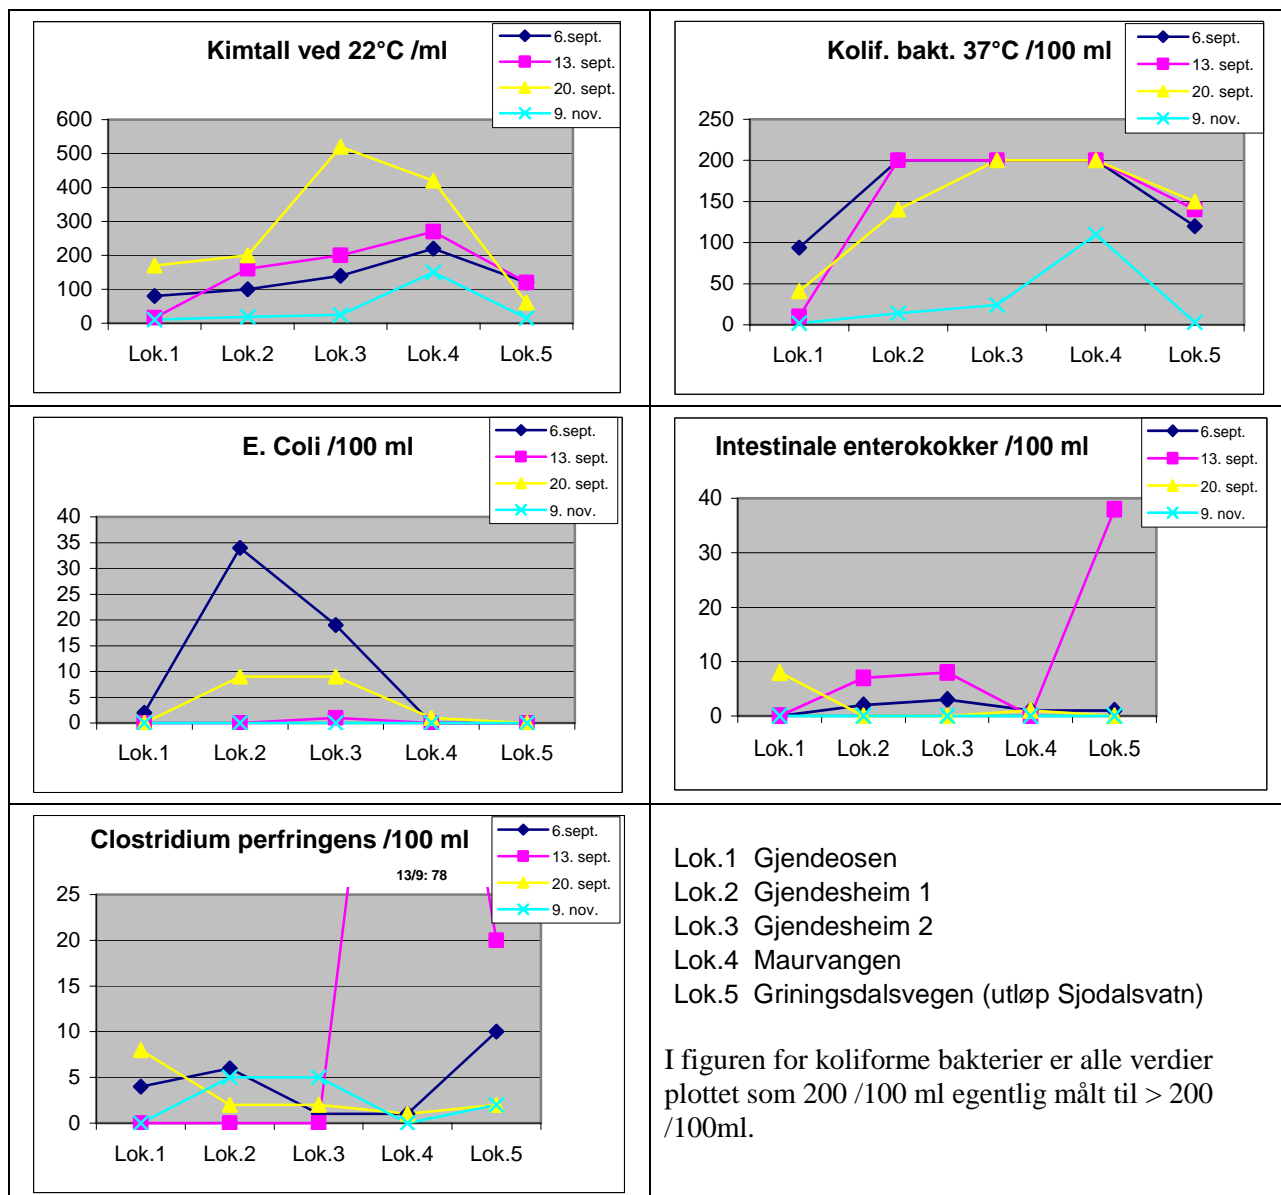 Kimtall ved 22°C /ml
6.sept.
13. sept.
20. sept.
9. nov.
600
500
400
300
200
100
0
Lok.1 Lok.2 Lok.3 Lok.4 Lok.5
Kolif. bakt. 37°C /100 ml
6.sept.
13. sept.
20. sept.
9. nov.
250
200
150
100
50
0
Lok.1 Lok.2 Lok.3 Lok.4 Lok.5
E. Coli /100 ml
6.sept.
13. sept.
20. sept.
9. nov.
40
35
30
25
20
15
10
5
0
Lok.1 Lok.2 Lok.3 Lok.4 Lok.5
Intestinale enterokokker /100 ml
6.sept.
13. sept.
20. sept.
9. nov.
40
30
20
10
0
Lok.1 Lok.2 Lok.3 Lok.4 Lok.5
Clostridium perfringens /100 ml
6.sept.
13. sept.
20. sept.
9. nov.
13/9: 78
25
20
15
10
5
0
Lok.1 Lok.2 Lok.3 Lok.4 Lok.5
Lok.1 Gjendeosen
Lok.2 Gjendesheim 1
Lok.3 Gjendesheim 2
Lok.4 Maurvangen
Lok.5 Griningsdalsvegen (utløp Sjodalsvatn)
I figuren for koliforme bakterier er alle verdier
plottet som 200 /100 ml egentlig målt til > 200
/100ml.